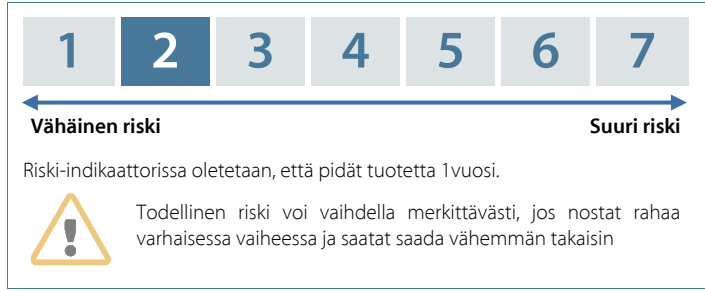 1 2 3 4 5 6 7
Vähäinen riski Suuri riski
Riski-indikaattorissa oletetaan, että pidät tuotetta 1vuosi.
Todellinen riski voi vaihdella merkittävästi, jos nostat rahaa
varhaisessa vaiheessa ja saatat saada vähemmän takaisin